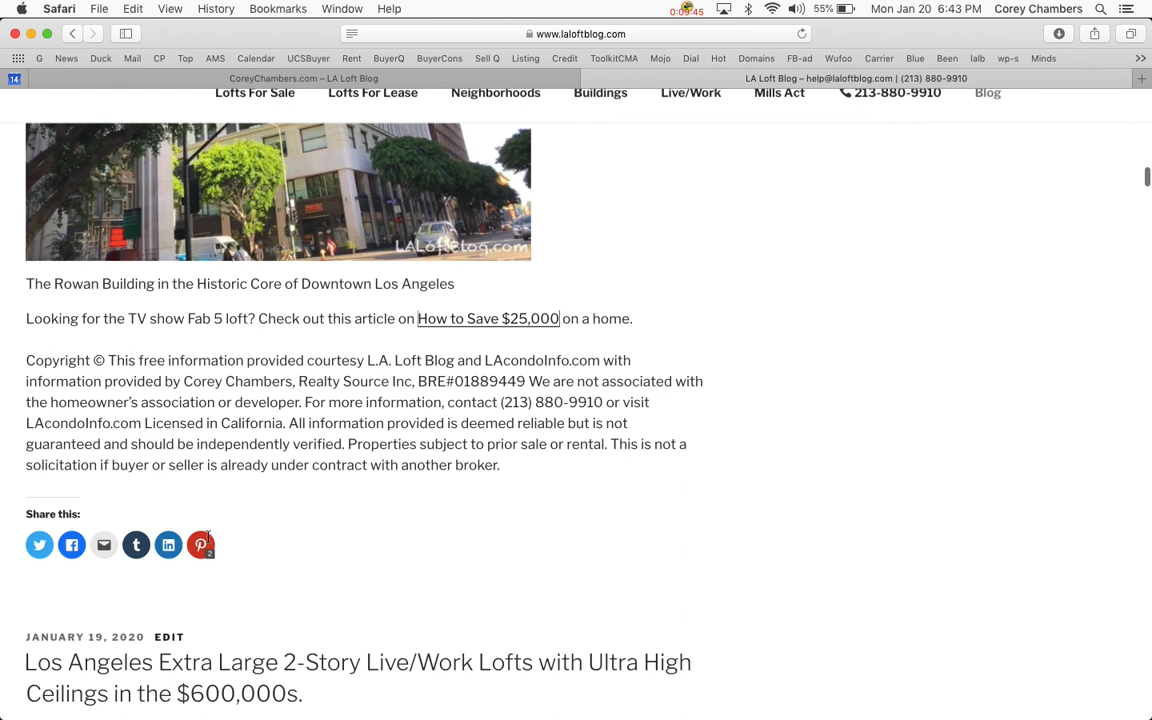 Safari File Edit View History Bookmarks Window Help 0:09:45 55% Mon Jan 20 6:43 PM Corey Chambers
www.laloftblog.com
G News Duck Mail CP Top AMS Calendar UCSBuyer Rent BuyerQ BuyerCons Sell Q Listing Credit ToolkitCMA Mojo Dial Hot Domains FB-ad Wufoo Carrier Blue Been lalb wp-s Minds
14 CoreyChambers.com – LA Loft Blog LA Loft Blog – help@laloftblog.com | (213) 880-9910
Lofts For Sale Lofts For Lease Neighborhoods Buildings Live/Work Mills Act 213-880-9910 Blog
LALoftBlog.com
The Rowan Building in the Historic Core of Downtown Los Angeles
Looking for the TV show Fab 5 loft? Check out this article on How to Save $25,000 on a home.
Copyright © This free information provided courtesy L.A. Loft Blog and LAcondoInfo.com with
information provided by Corey Chambers, Realty Source Inc, BRE#01889449 We are not associated with
the homeowner’s association or developer. For more information, contact (213) 880-9910 or visit
LAcondoInfo.com Licensed in California. All information provided is deemed reliable but is not
guaranteed and should be independently verified. Properties subject to prior sale or rental. This is not a
solicitation if buyer or seller is already under contract with another broker.
Share this:
2
JANUARY 19, 2020 EDIT
Los Angeles Extra Large 2-Story Live/Work Lofts with Ultra High
Ceilings in the $600,000s.